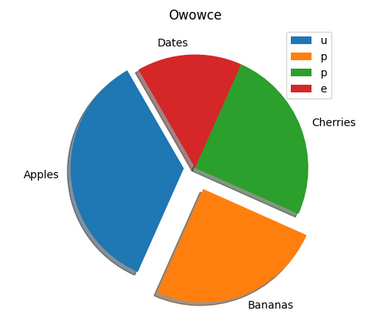 Owowce
Dates
u
p
p
e
Cherries
Apples
Bananas